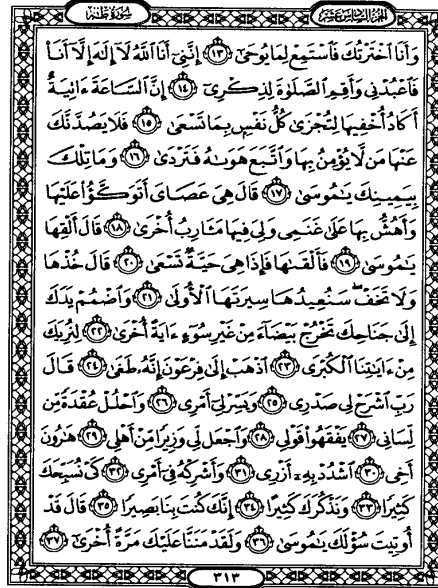 سُورَةُ طه
الجُزْءُ السَّادِسَ عَشَرَ
وَأَنَا ٱخْتَرْتُكَ فَٱسْتَمِعْ لِمَا يُوحَىٰٓ ١٣ إِنَّنِىٓ أَنَا ٱللَّهُ لَآ إِلَٰهَ إِلَّآ أَنَا۠
فَٱعْبُدْنِى وَأَقِمِ ٱلصَّلَوٰةَ لِذِكْرِىٓ ١٤ إِنَّ ٱلسَّاعَةَ ءَاتِيَةٌ
أَكَادُ أُخْفِيهَا لِتُجْزَىٰ كُلُّ نَفْسٍۭ بِمَا تَسْعَىٰ ١٥ فَلَا يَصُدَّنَّكَ
عَنْهَا مَن لَّا يُؤْمِنُ بِهَا وَٱتَّبَعَ هَوَىٰهُ فَتَرْدَىٰ ١٦ وَمَا تِلْكَ
بِيَمِينِكَ يَٰمُوسَىٰ ١٧ قَالَ هِىَ عَصَاىَ أَتَوَكَّؤُا۟ عَلَيْهَا
وَأَهُشُّ بِهَا عَلَىٰ غَنَمِى وَلِىَ فِيهَا مَـَٔارِبُ أُخْرَىٰ ١٨ قَالَ أَلْقِهَا
يَٰمُوسَىٰ ١٩ فَأَلْقَىٰهَا فَإِذَا هِىَ حَيَّةٌ تَسْعَىٰ ٢٠ قَالَ خُذْهَا
وَلَا تَخَفْ سَنُعِيدُهَا سِيرَتَهَا ٱلْأُولَىٰ ٢١ وَٱضْمُمْ يَدَكَ
إِلَىٰ جَنَاحِكَ تَخْرُجْ بَيْضَآءَ مِنْ غَيْرِ سُوٓءٍ ءَايَةً أُخْرَىٰ ٢٢ لِنُرِيَكَ
مِنْ ءَايَٰتِنَا ٱلْكُبْرَى ٢٣ ٱذْهَبْ إِلَىٰ فِرْعَوْنَ إِنَّهُۥ طَغَىٰ ٢٤ قَالَ
رَبِّ ٱشْرَحْ لِى صَدْرِى ٢٥ وَيَسِّرْ لِىٓ أَمْرِى ٢٦ وَٱحْلُلْ عُقْدَةً مِّن
لِّسَانِى ٢٧ يَفْقَهُوا۟ قَوْلِى ٢٨ وَٱجْعَل لِّى وَزِيرًا مِّنْ أَهْلِى ٢٩ هَٰرُونَ
أَخِى ٣٠ ٱشْدُدْ بِهِۦٓ أَزْرِى ٣١ وَأَشْرِكْهُ فِىٓ أَمْرِى ٣٢ كَىْ نُسَبِّحَكَ
كَثِيرًا ٣٣ وَنَذْكُرَكَ كَثِيرًا ٣٤ إِنَّكَ كُنتَ بِنَا بَصِيرًا ٣٥ قَالَ قَدْ
أُوتِيتَ سُؤْلَكَ يَٰمُوسَىٰ ٣٦ وَلَقَدْ مَنَنَّا عَلَيْكَ مَرَّةً أُخْرَىٰٓ ٣٧
٣١٣